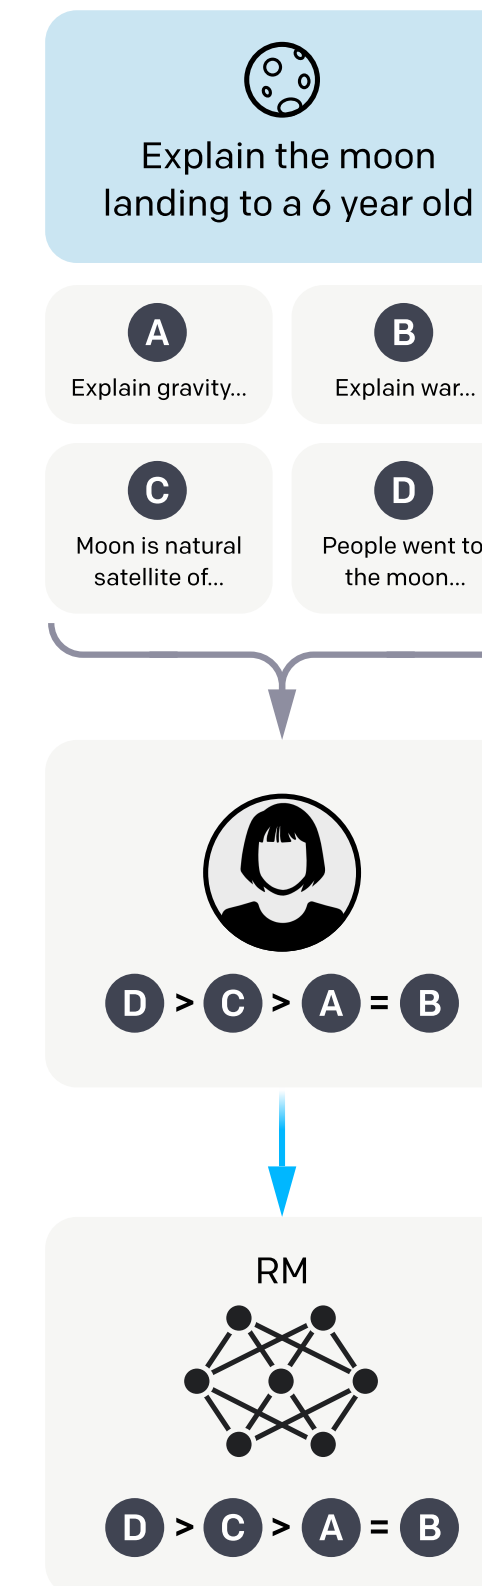 Explain the moon
landing to a 6 year old
A
Explain gravity...
B
Explain war...
C
Moon is natural
satellite of...
D
People went to
the moon...
D > C > A = B
RM
D > C > A = B